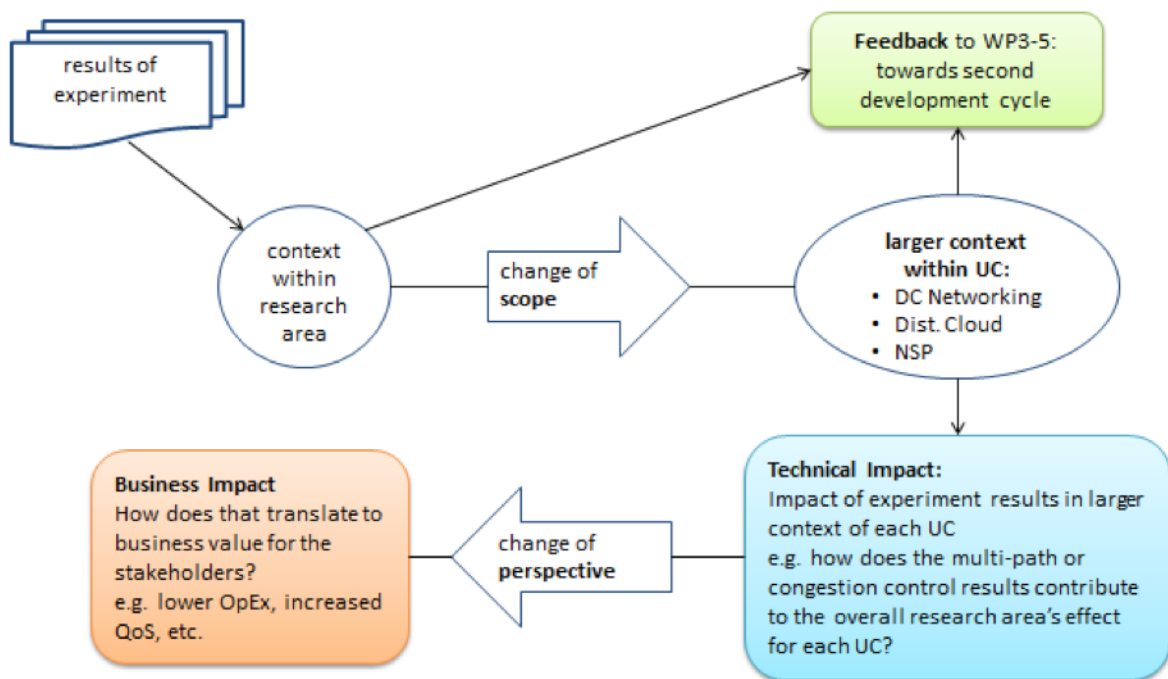 results of
experiment
Feedback to WP3-5:
towards second
development cycle
context
within
research
area
change of
scope
larger context
within UC:
• DC Networking
• Dist. Cloud
• NSP
Business Impact
How does that translate to
business value for the
stakeholders?
e.g. lower OpEx, increased
QoS, etc.
change of
perspective
Technical Impact:
Impact of experiment results in larger
context of each UC
e.g. how does the multi-path or
congestion control results contribute
to the overall research area's effect
for each UC?